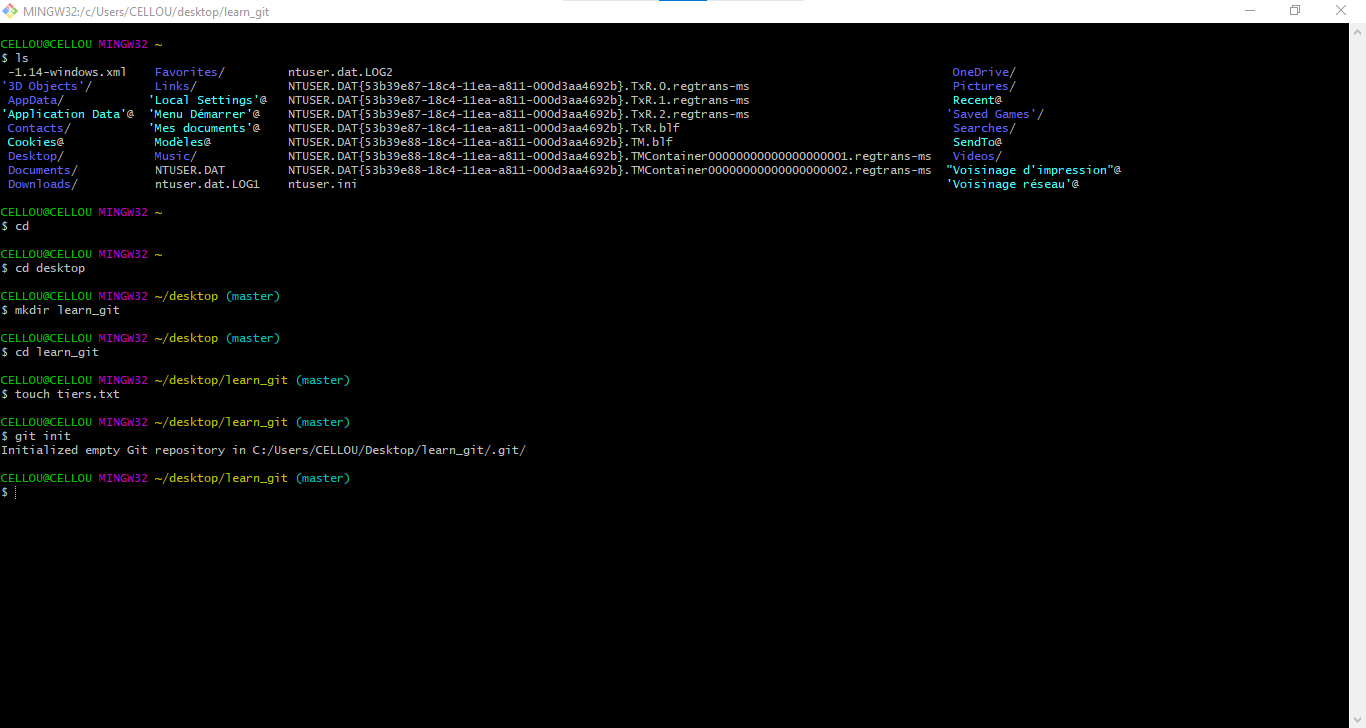 MINGW32:/c/Users/CELLOU/desktop/learn_git
CELLOU@CELLOU MINGW32 ~
$ ls
 -1.14-windows.xml    Favorites/         ntuser.dat.LOG2                                                                                OneDrive/
'3D Objects'/         Links/             NTUSER.DAT{53b39e87-18c4-11ea-a811-000d3aa4692b}.TxR.0.regtrans-ms                             Pictures/
 AppData/            'Local Settings'@   NTUSER.DAT{53b39e87-18c4-11ea-a811-000d3aa4692b}.TxR.1.regtrans-ms                             Recent@
'Application Data'@  'Menu Démarrer'@    NTUSER.DAT{53b39e87-18c4-11ea-a811-000d3aa4692b}.TxR.2.regtrans-ms                            'Saved Games'/
 Contacts/           'Mes documents'@    NTUSER.DAT{53b39e87-18c4-11ea-a811-000d3aa4692b}.TxR.blf                                       Searches/
 Cookies@             Modèles@           NTUSER.DAT{53b39e88-18c4-11ea-a811-000d3aa4692b}.TM.blf                                        SendTo@
 Desktop/             Music/             NTUSER.DAT{53b39e88-18c4-11ea-a811-000d3aa4692b}.TMContainer00000000000000000001.regtrans-ms   Videos/
 Documents/           NTUSER.DAT         NTUSER.DAT{53b39e88-18c4-11ea-a811-000d3aa4692b}.TMContainer00000000000000000002.regtrans-ms  "Voisinage d'impression"@
 Downloads/           ntuser.dat.LOG1    ntuser.ini                                                                                    'Voisinage réseau'@
CELLOU@CELLOU MINGW32 ~
$ cd
CELLOU@CELLOU MINGW32 ~
$ cd desktop
CELLOU@CELLOU MINGW32 ~/desktop (master)
$ mkdir learn_git
CELLOU@CELLOU MINGW32 ~/desktop (master)
$ cd learn_git
CELLOU@CELLOU MINGW32 ~/desktop/learn_git (master)
$ touch tiers.txt
CELLOU@CELLOU MINGW32 ~/desktop/learn_git (master)
$ git init
Initialized empty Git repository in C:/Users/CELLOU/Desktop/learn_git/.git/
CELLOU@CELLOU MINGW32 ~/desktop/learn_git (master)
$